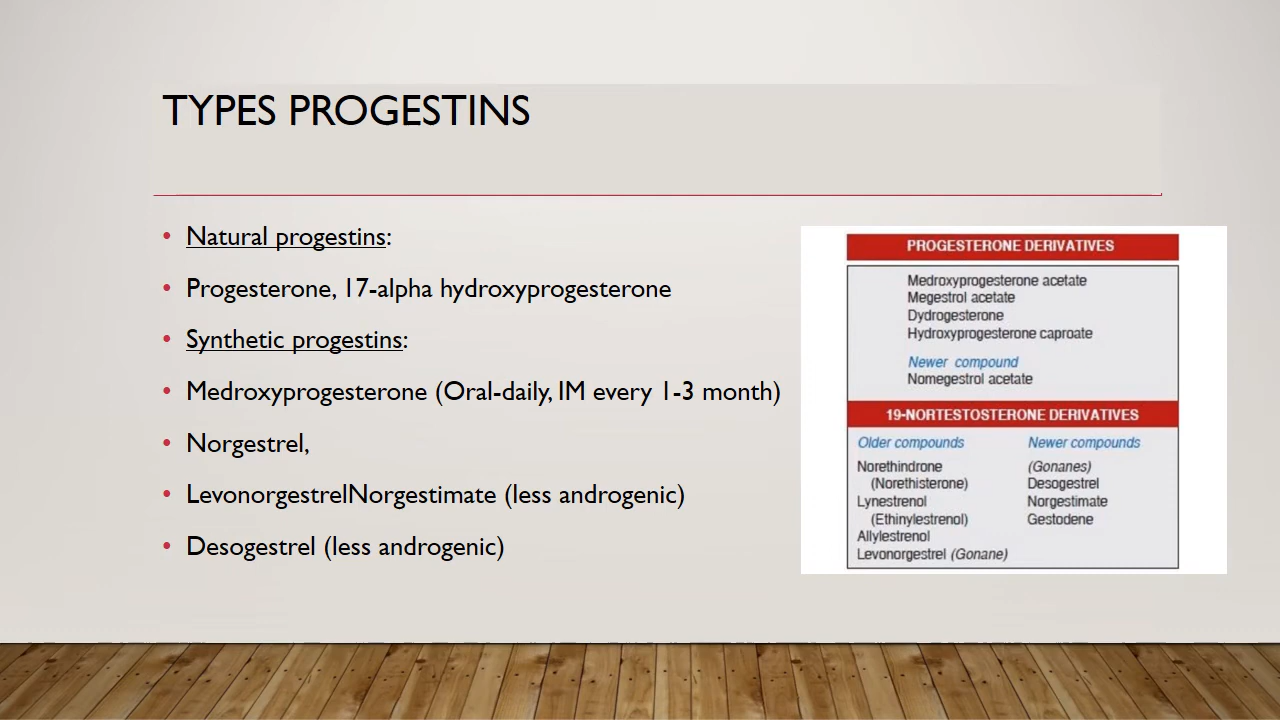 TYPES PROGESTINS
• Natural progestins:
• Progesterone, 17-alpha hydroxyprogesterone
• Synthetic progestins:
• Medroxyprogesterone (Oral-daily, IM every 1-3 month)
• Norgestrel,
• LevonorgestrelNorgestimate (less androgenic)
• Desogestrel (less androgenic)
PROGESTERONE DERIVATIVES
Medroxyprogesterone acetate
Megestrol acetate
Dydrogesterone
Hydroxyprogesterone caproate
Newer compound
Nomegestrol acetate
19-NORTESTOSTERONE DERIVATIVES
Older compounds
Norethindrone
(Norethisterone)
Lynestrenol
(Ethinylestrenol)
Allylestrenol
Levonorgestrel (Gonane)
Newer compounds
(Gonanes)
Desogestrel
Norgestimate
Gestodene